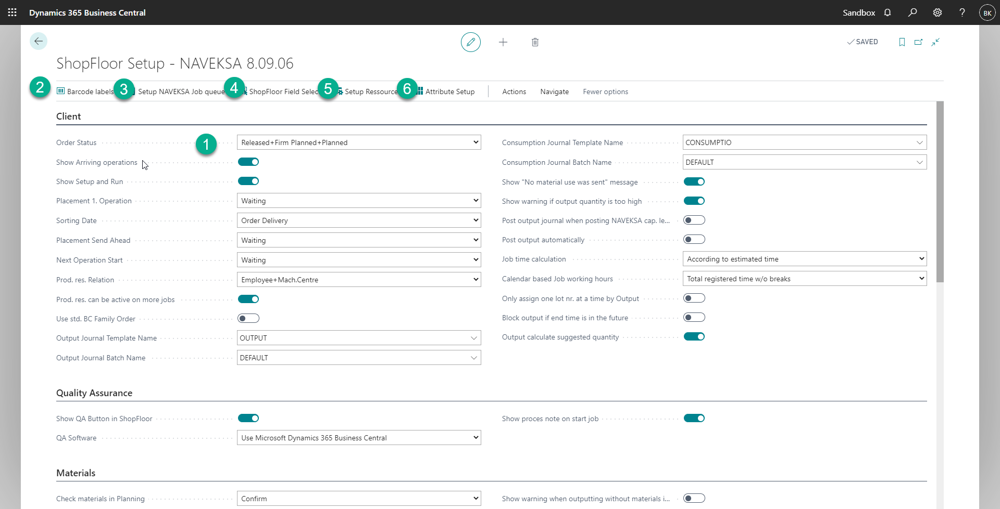 Dynamics 365 Business Central
Sandbox
?
BK
SAVED
ShopFloor Setup - NAVEKSA 8.09.06
2 Barcode labels 3 Setup NAVEKSA Job queue 4 ShopFloor Field Selec 5 Setup Ressource 6 Attribute Setup Actions Navigate Fewer options
Client
Order Status 1 Released+Firm Planned+Planned
Show Arriving operations
Show Setup and Run
Placement 1. Operation Waiting
Sorting Date Order Delivery
Placement Send Ahead Waiting
Next Operation Start Waiting
Prod. res. Relation Employee+Mach.Centre
Prod. res. can be active on more jobs
Use std. BC Family Order
Output Journal Template Name OUTPUT
Output Journal Batch Name DEFAULT
Consumption Journal Template Name CONSUMPTIO
Consumption Journal Batch Name DEFAULT
Show "No material use was sent" message
Show warning if output quantity is too high
Post output journal when posting NAVEKSA cap. le...
Post output automatically
Job time calculation According to estimated time
Calendar based Job working hours Total registered time w/o breaks
Only assign one lot nr. at a time by Output
Block output if end time is in the future
Output calculate suggested quantity
Quality Assurance
Show QA Button in ShopFloor
QA Software Use Microsoft Dynamics 365 Business Central
Show proces note on start job
Materials
Check materials in Planning Confirm
Show warning when outputting without materials i...